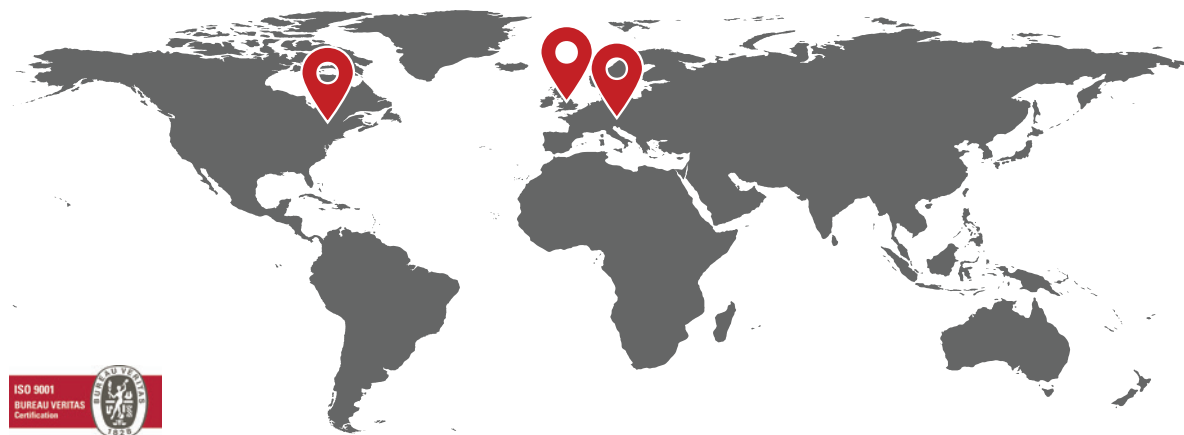 ISO 9001
BUREAU VERITAS
Certification
BUREAU VERITAS
1828